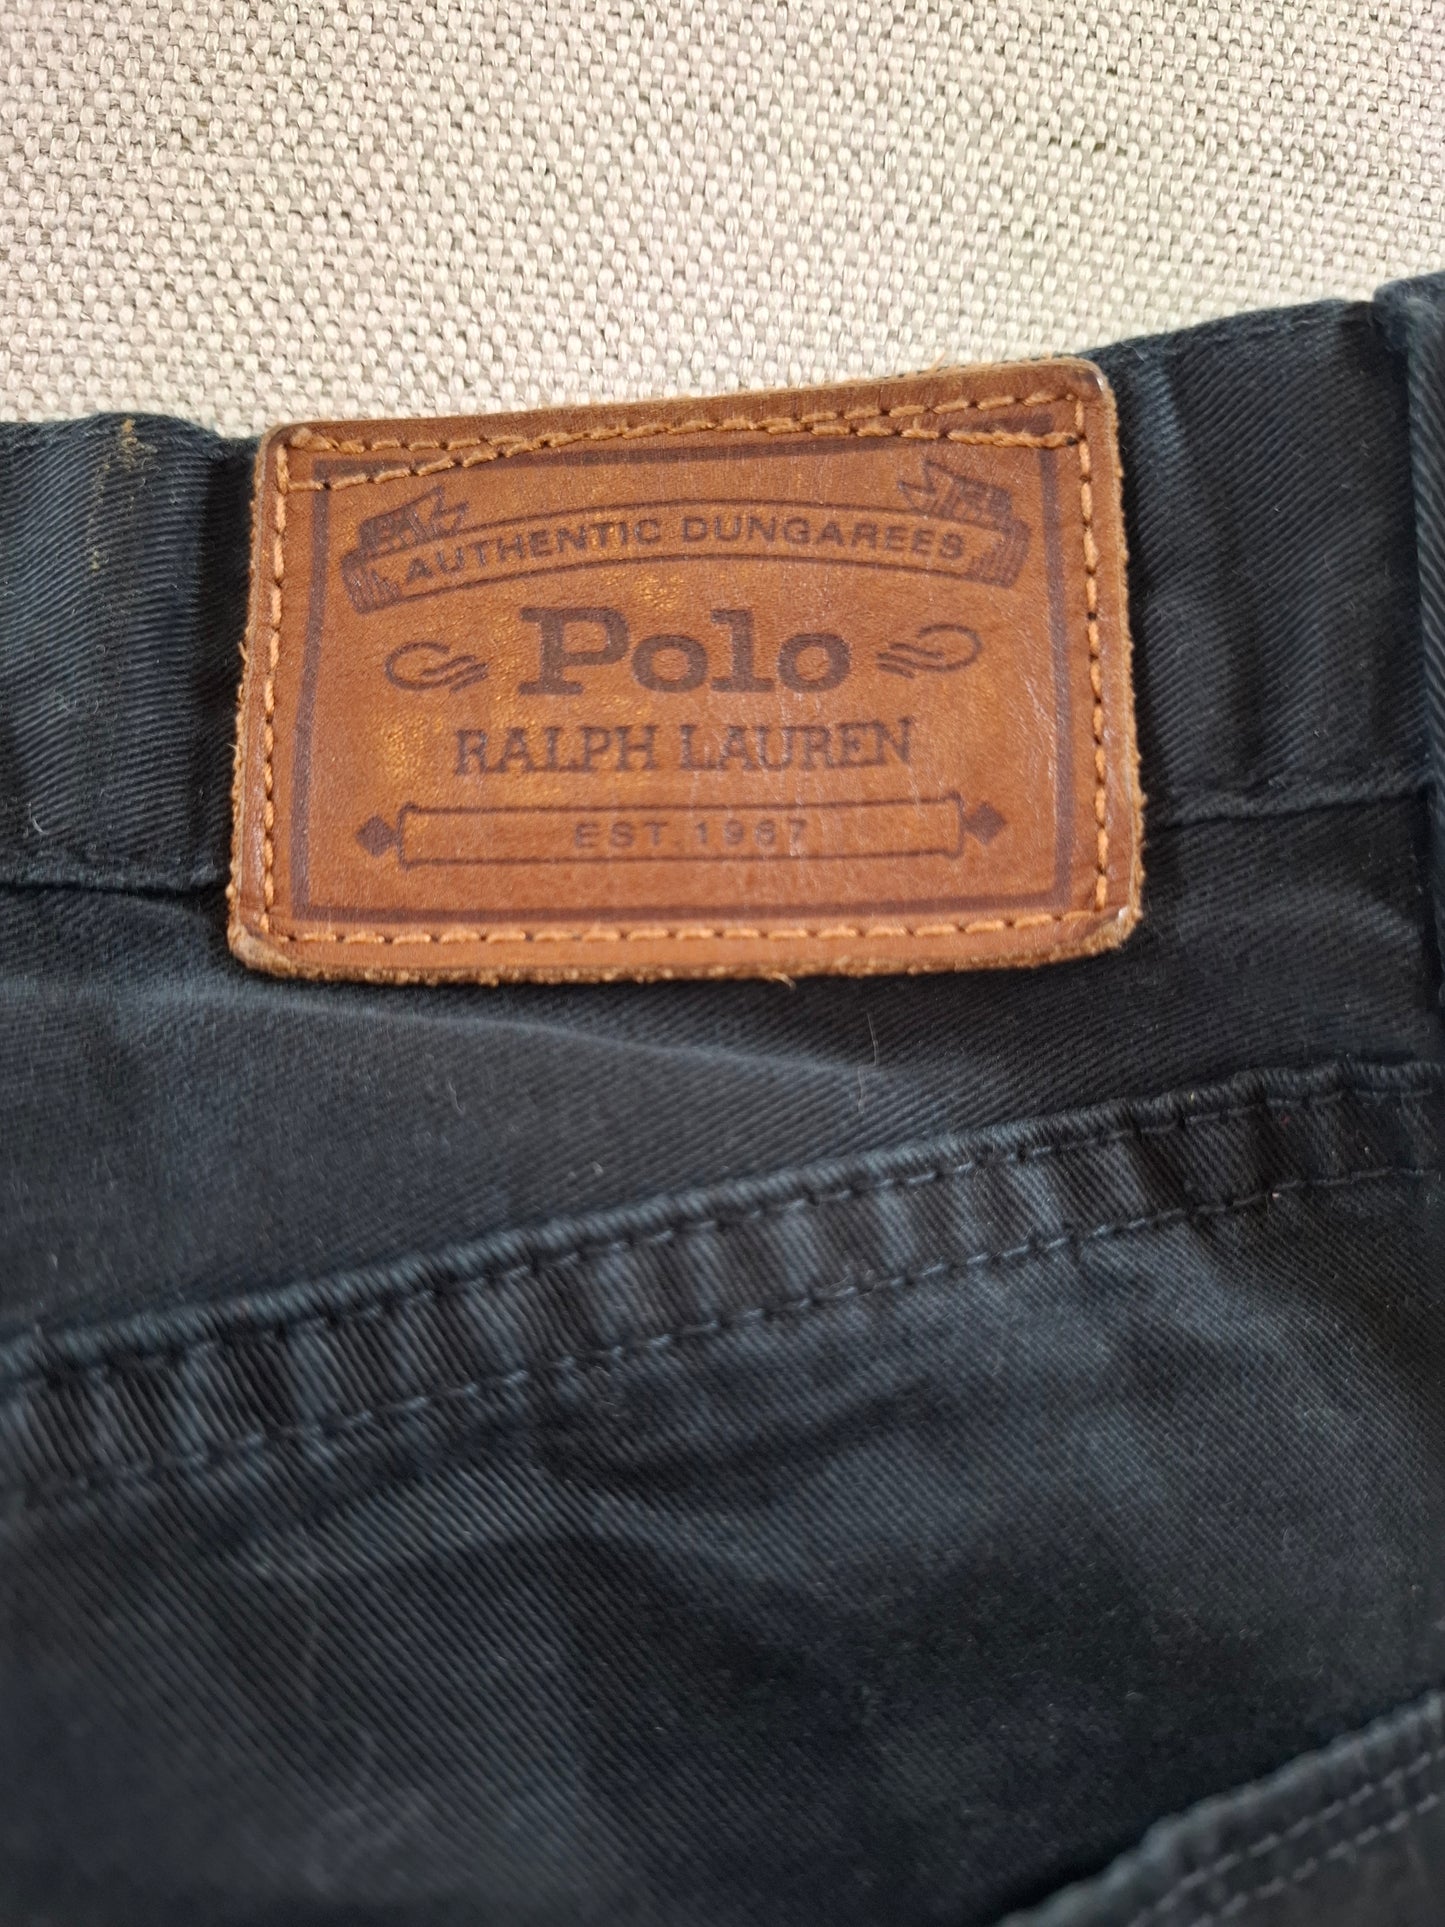 AUTHENTIC DUNGAREES
Polo
RALPH LAUREN
EST. 1967